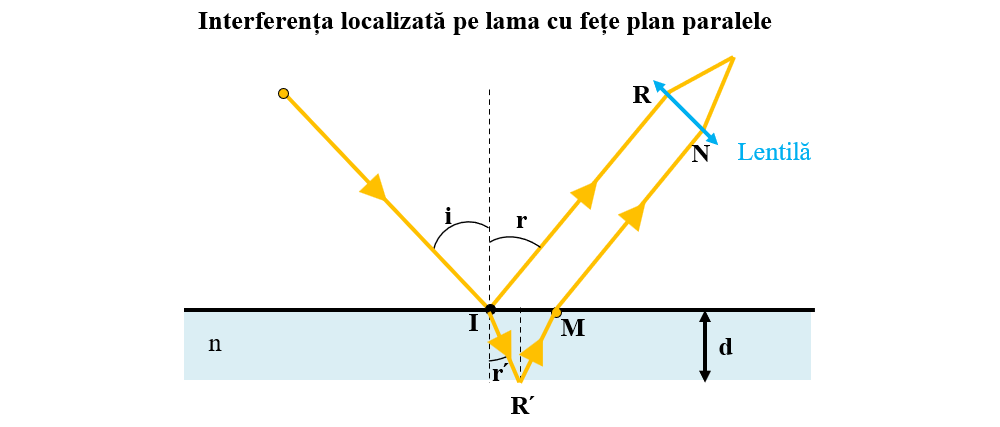 Interferența localizată pe lama cu fețe plan paralele
R
N
Lentilă
i
r
I
M
n
d
r´
R´